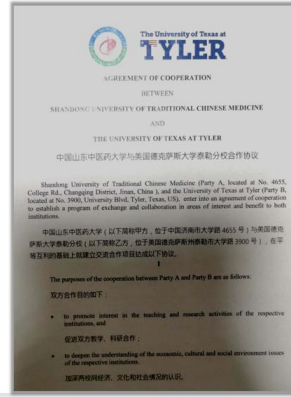 The University of Texas at
TYLER
AGREEMENT OF COOPERATION
BETWEEN
SHANDONG UNIVERSITY OF TRADITIONAL CHINESE MEDICINE
AND
THE UNIVERSITY OF TEXAS AT TYLER
中国山东中医药大学与美国德克萨斯大学泰勒分校合作协议
Shandong University of Traditional Chinese Medicine (Party A, located at No. 4655,
College Rd., Changqing District, Jinan, China ), and the University of Texas at Tyler (Party B,
located at No. 3900, University Blvd, Tyler, Texas, US), enter into an agreement of cooperation
to establish a program of exchange and collaboration in areas of interest and benefit to both
institutions.
中国山东中医药大学（以下简称甲方，位于中国济南市大学路 4655 号）与美国德克
萨斯大学泰勒分校（以下简称乙方，位于美国德克萨斯州泰勒市大学路 3900 号），在平
等互利的基础上就建立交流合作项目达成以下协议。
I
The purposes of the cooperation between Party A and Party B are as follows:
双方合作目的如下：
• to promote interest in the teaching and research activities of the respective
institutions, and
促进双方教学、科研合作；
• to deepen the understanding of the economic, cultural and social environment issues
of the respective institutions.
加深两校间经济、文化和社会情况的认识。